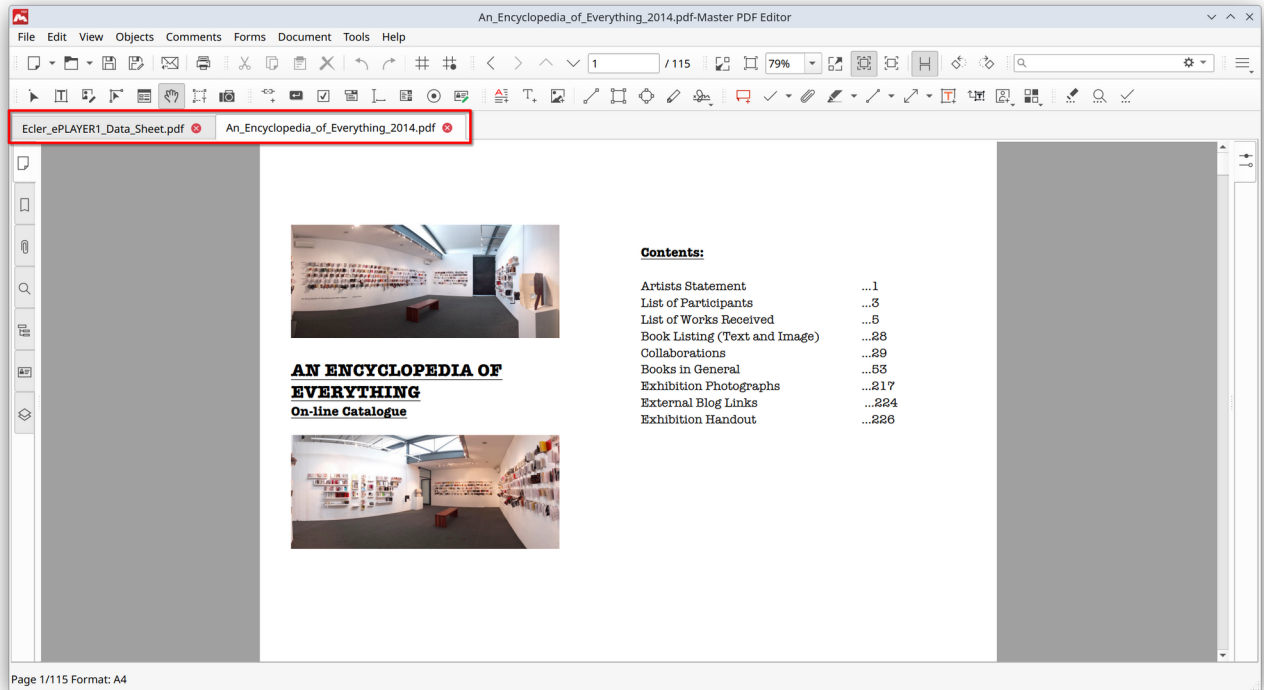 An_Encyclopedia_of_Everything_2014.pdf-Master PDF Editor
File Edit View Objects Comments Forms Document Tools Help
1 / 115 79%
Ecler_ePLAYER1_Data_Sheet.pdf An_Encyclopedia_of_Everything_2014.pdf
Contents:
Artists Statement ...1
List of Participants ...3
List of Works Received ...5
Book Listing (Text and Image) ...28
Collaborations ...29
Books in General ...53
Exhibition Photographs ...217
External Blog Links ...224
Exhibition Handout ...226
AN ENCYCLOPEDIA OF
EVERYTHING
On-line Catalogue
Page 1/115 Format: A4